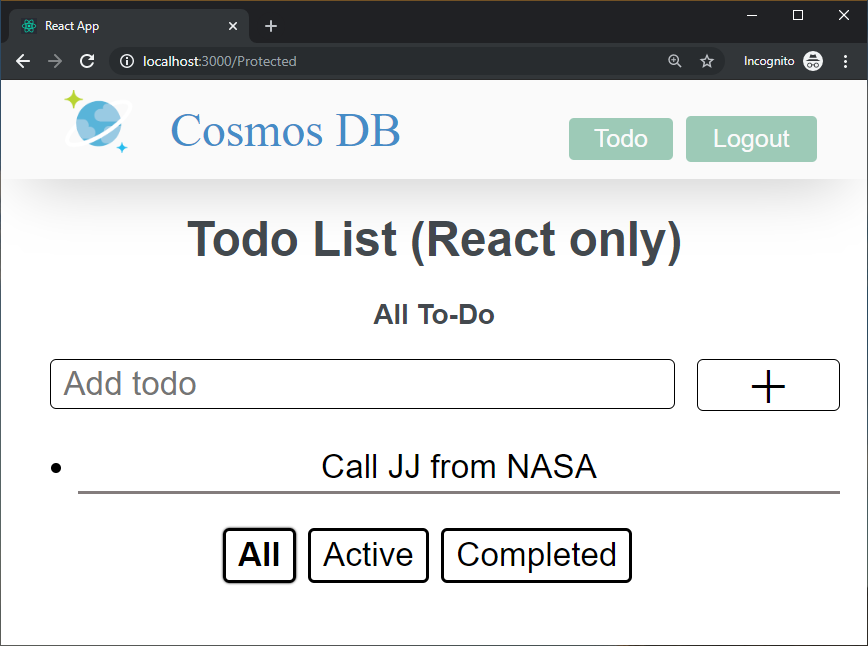 React App
localhost:3000/Protected
Incognito
Cosmos DB
Todo
Logout
Todo List (React only)
All To-Do
Add todo
Call JJ from NASA
All
Active
Completed